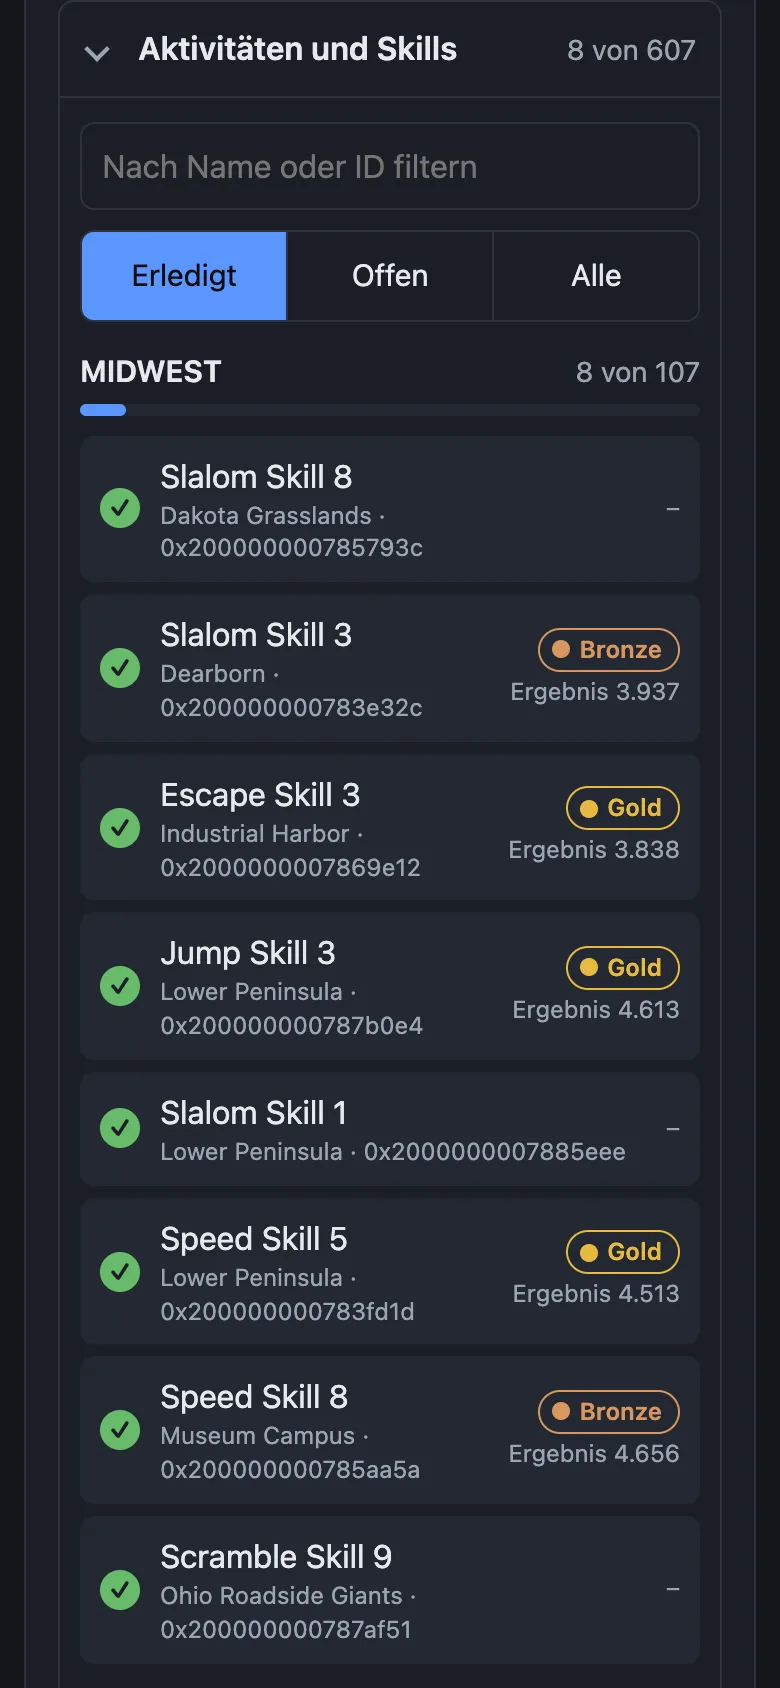 Aktivitäten und Skills 8 von 607
Nach Name oder ID filtern
Erledigt Offen Alle
MIDWEST 8 von 107
Slalom Skill 8
Dakota Grasslands ·
0x200000000785793c
–
Slalom Skill 3
Dearborn ·
0x200000000783e32c
Bronze
Ergebnis 3.937
Escape Skill 3
Industrial Harbor ·
0x2000000007869e12
Gold
Ergebnis 3.838
Jump Skill 3
Lower Peninsula ·
0x200000000787b0e4
Gold
Ergebnis 4.613
Slalom Skill 1
Lower Peninsula · 0x2000000007885eee
–
Speed Skill 5
Lower Peninsula ·
0x200000000783fd1d
Gold
Ergebnis 4.513
Speed Skill 8
Museum Campus ·
0x200000000785aa5a
Bronze
Ergebnis 4.656
Scramble Skill 9
Ohio Roadside Giants ·
0x200000000787af51
–